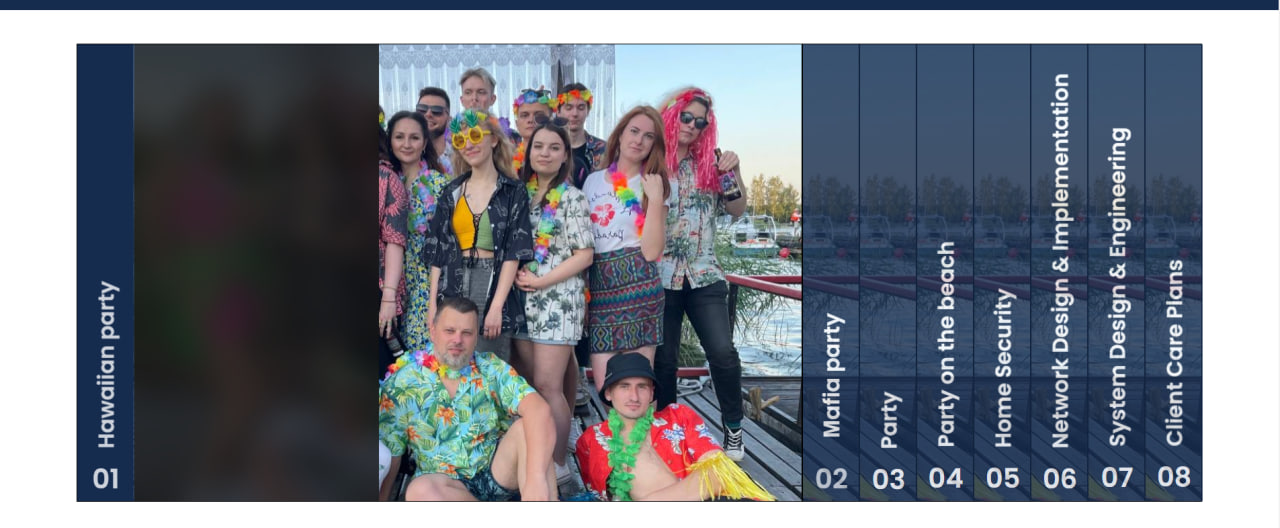 01 Hawaiian party
02 Mafia party
03 Party
04 Party on the beach
05 Home Security
06 Network Design & Implementation
07 System Design & Engineering
08 Client Care Plans